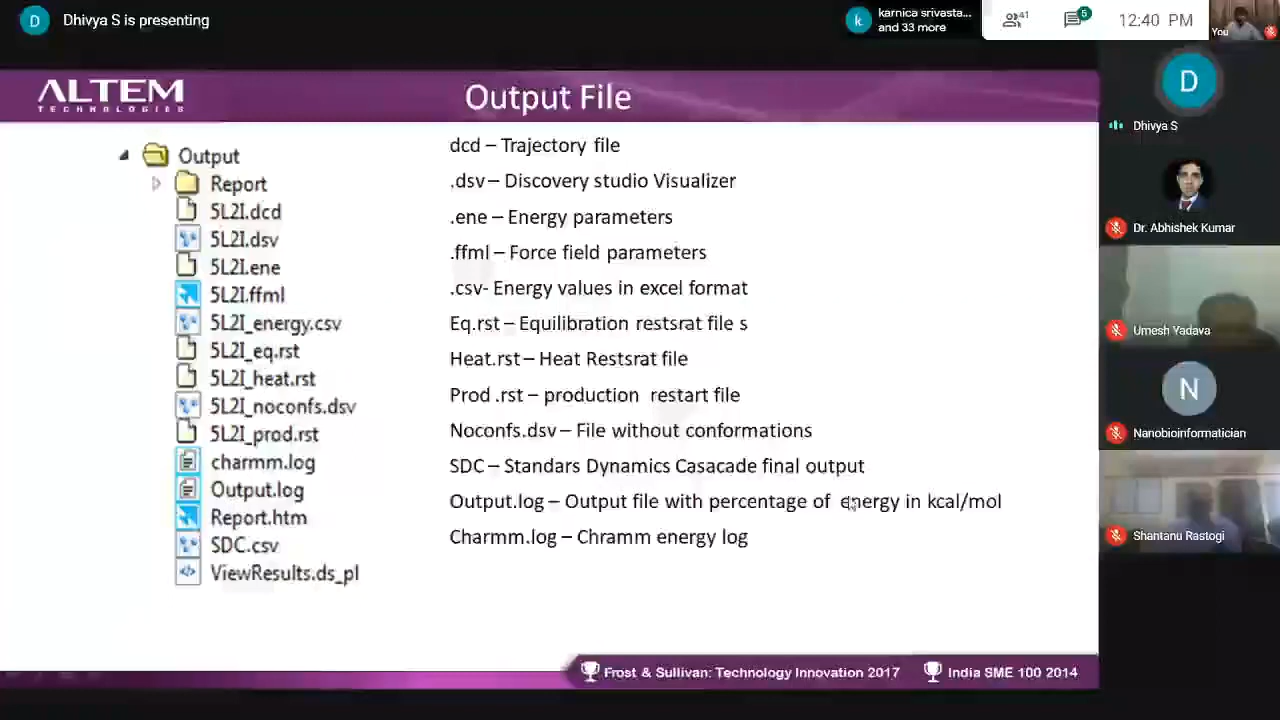 D Dhivya S is presenting
k karnica srivasta...
and 33 more
41
5
12:40 PM
You
ALTEM
TECHNOLOGIES
Output File
Output
Report
5L2I.dcd
5L2I.dsv
5L2I.ene
5L2I.ffml
5L2I_energy.csv
5L2I_eq.rst
5L2I_heat.rst
5L2I_noconfs.dsv
5L2I_prod.rst
charmm.log
Output.log
Report.htm
SDC.csv
ViewResults.ds_pl
dcd – Trajectory file
.dsv – Discovery studio Visualizer
.ene – Energy parameters
.ffml – Force field parameters
.csv- Energy values in excel format
Eq.rst – Equilibration restsrat file s
Heat.rst – Heat Restsrat file
Prod .rst – production restart file
Noconfs.dsv – File without conformations
SDC – Standars Dynamics Casacade final output
Output.log – Output file with percentage of energy in kcal/mol
Charmm.log – Chramm energy log
Frost & Sullivan: Technology Innovation 2017
India SME 100 2014
D
Dhivya S
Dr. Abhishek Kumar
Umesh Yadava
N
Nanobioinformatician
Shantanu Rastogi